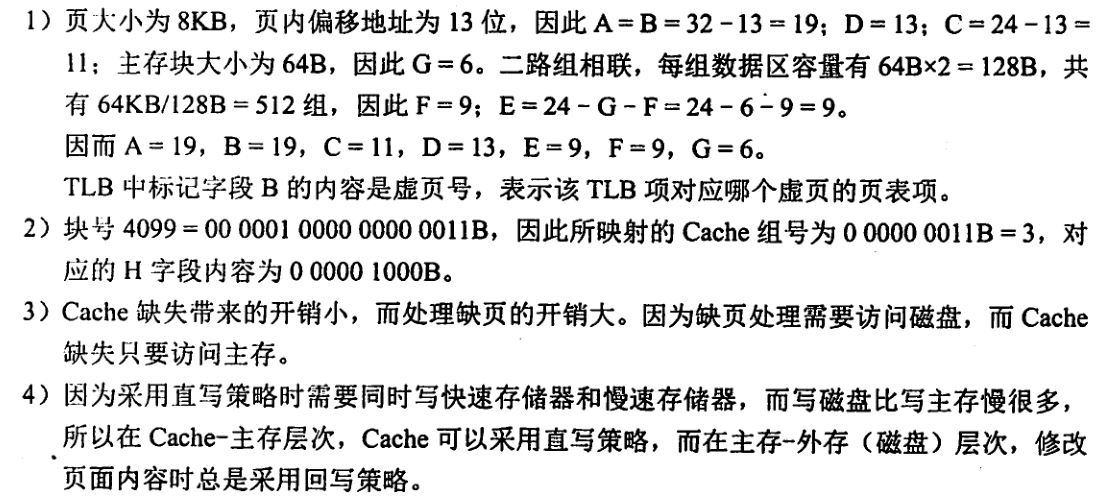 1）页大小为 8KB，页内偏移地址为 13 位，因此 A = B = 32 − 13 = 19；D = 13；C = 24 − 13 =
11；主存块大小为 64B，因此 G = 6。二路组相联，每组数据区容量有 64B×2 = 128B，共
有 64KB/128B = 512 组，因此 F = 9；E = 24 − G − F = 24 − 6 − 9 = 9。
因而 A = 19，B = 19，C = 11，D = 13，E = 9，F = 9，G = 6。
TLB 中标记字段 B 的内容是虚页号，表示该 TLB 项对应哪个虚页的页表项。
2）块号 4099 = 00 0001 0000 0000 0011B，因此所映射的 Cache 组号为 0 0000 0011B = 3，对
应的 H 字段内容为 0 0000 1000B。
3）Cache 缺失带来的开销小，而处理缺页的开销大。因为缺页处理需要访问磁盘，而 Cache
缺失只要访问主存。
4）因为采用直写策略时需要同时写快速存储器和慢速存储器，而写磁盘比写主存慢很多，
所以在 Cache-主存层次，Cache 可以采用直写策略，而在主存-外存（磁盘）层次，修改
页面内容时总是采用回写策略。